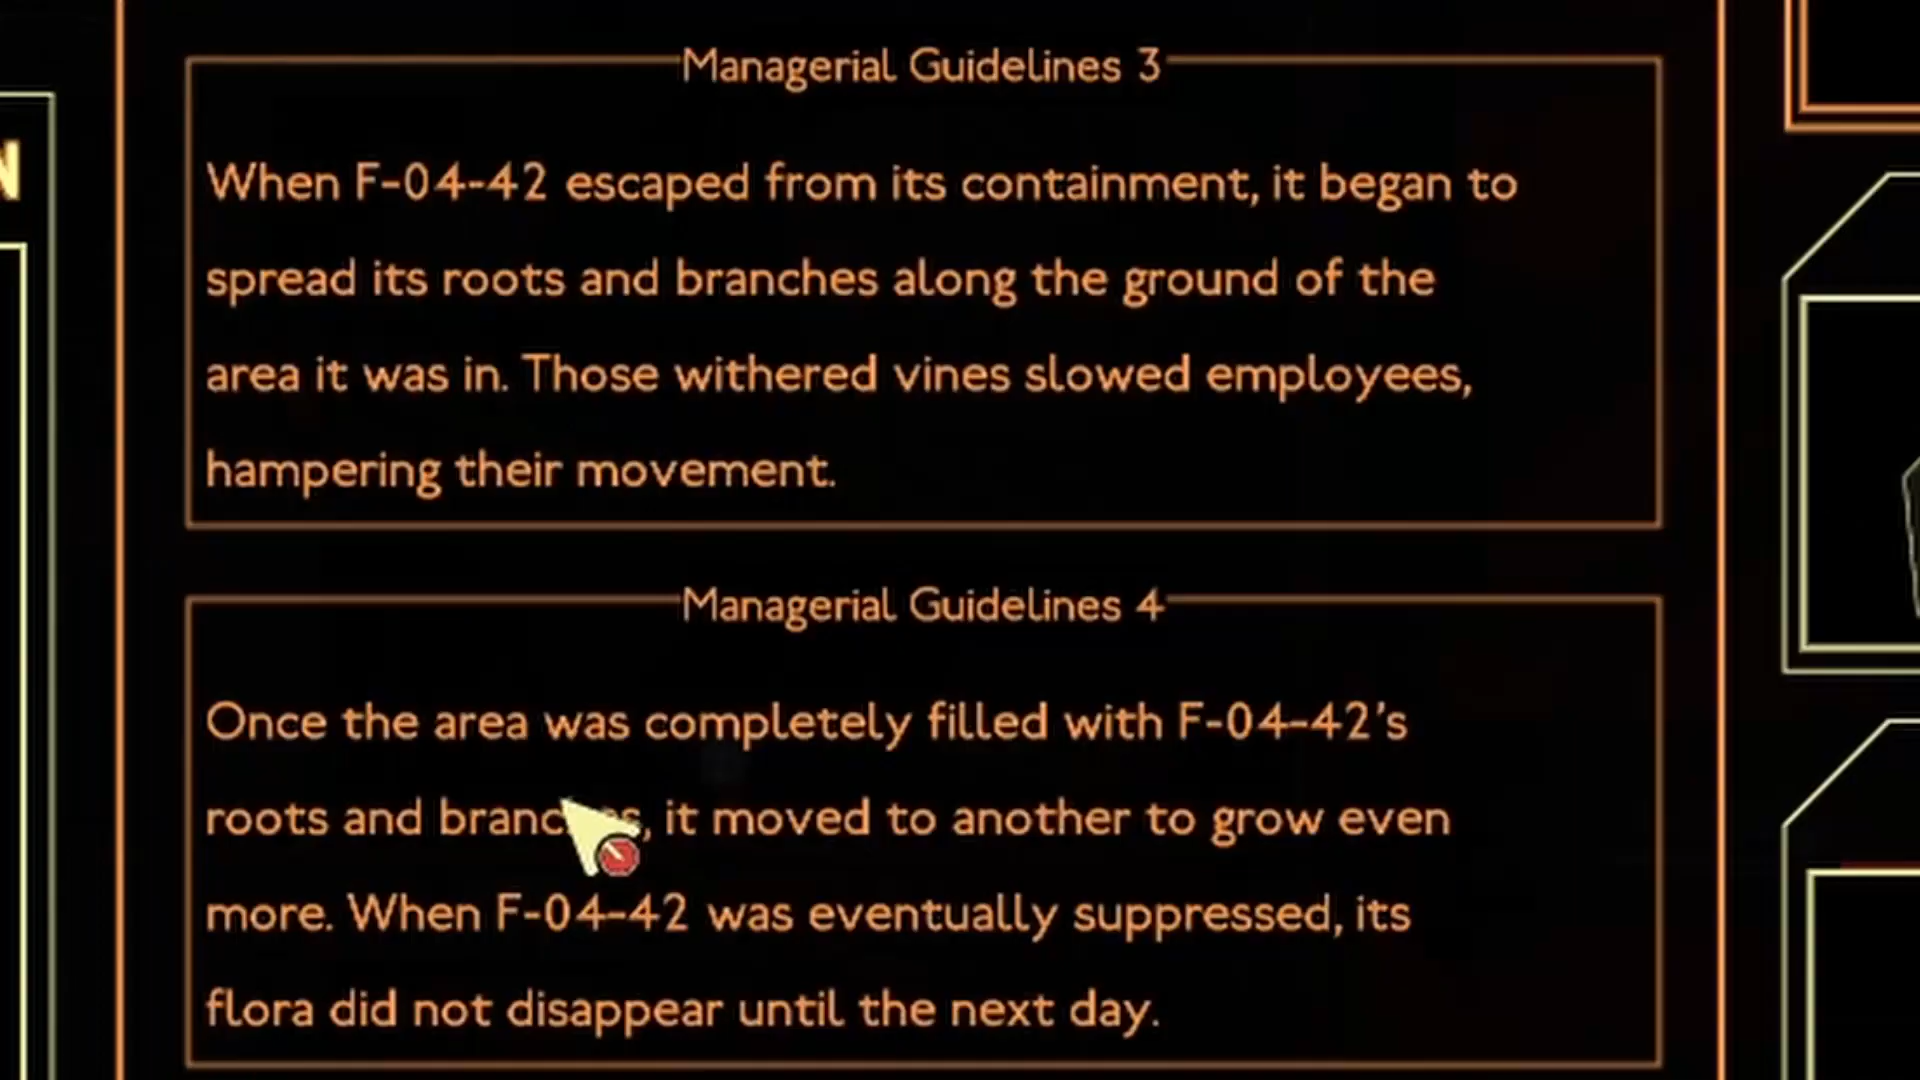 N
Managerial Guidelines 3
When F-04-42 escaped from its containment, it began to
spread its roots and branches along the ground of the
area it was in. Those withered vines slowed employees,
hampering their movement.
Managerial Guidelines 4
Once the area was completely filled with F-04-42's
roots and branches, it moved to another to grow even
more. When F-04-42 was eventually suppressed, its
flora did not disappear until the next day.